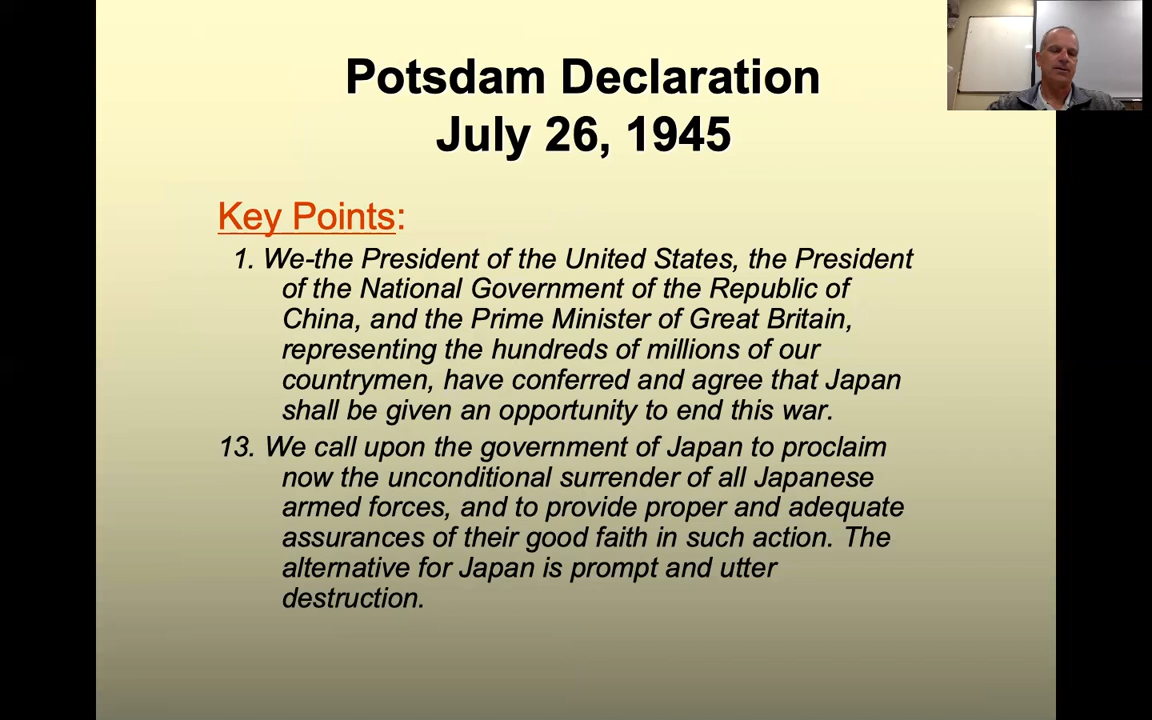 Potsdam Declaration
July 26, 1945
Key Points:
1. We-the President of the United States, the President
of the National Government of the Republic of
China, and the Prime Minister of Great Britain,
representing the hundreds of millions of our
countrymen, have conferred and agree that Japan
shall be given an opportunity to end this war.
13. We call upon the government of Japan to proclaim
now the unconditional surrender of all Japanese
armed forces, and to provide proper and adequate
assurances of their good faith in such action. The
alternative for Japan is prompt and utter
destruction.